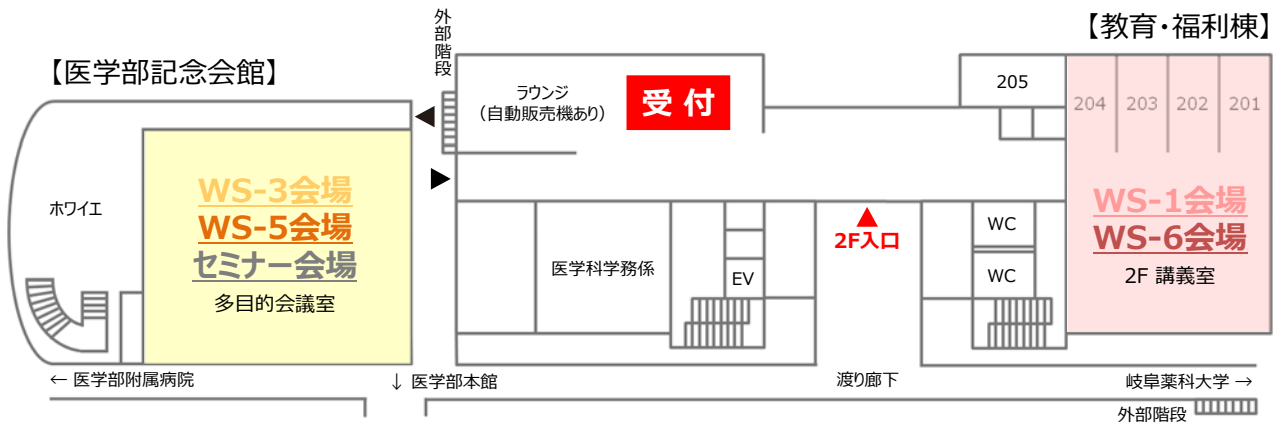 【教育・福利棟】
外部階段
【医学部記念会館】
ラウンジ
（自動販売機あり）
受 付
205
204
203
202
201
ホワイエ
WS-3会場
WS-5会場
セミナー会場
多目的会議室
医学科学務係
EV
2F入口
WC
WC
WS-1会場
WS-6会場
2F 講義室
← 医学部附属病院
↓ 医学部本館
渡り廊下
岐阜薬科大学 →
外部階段